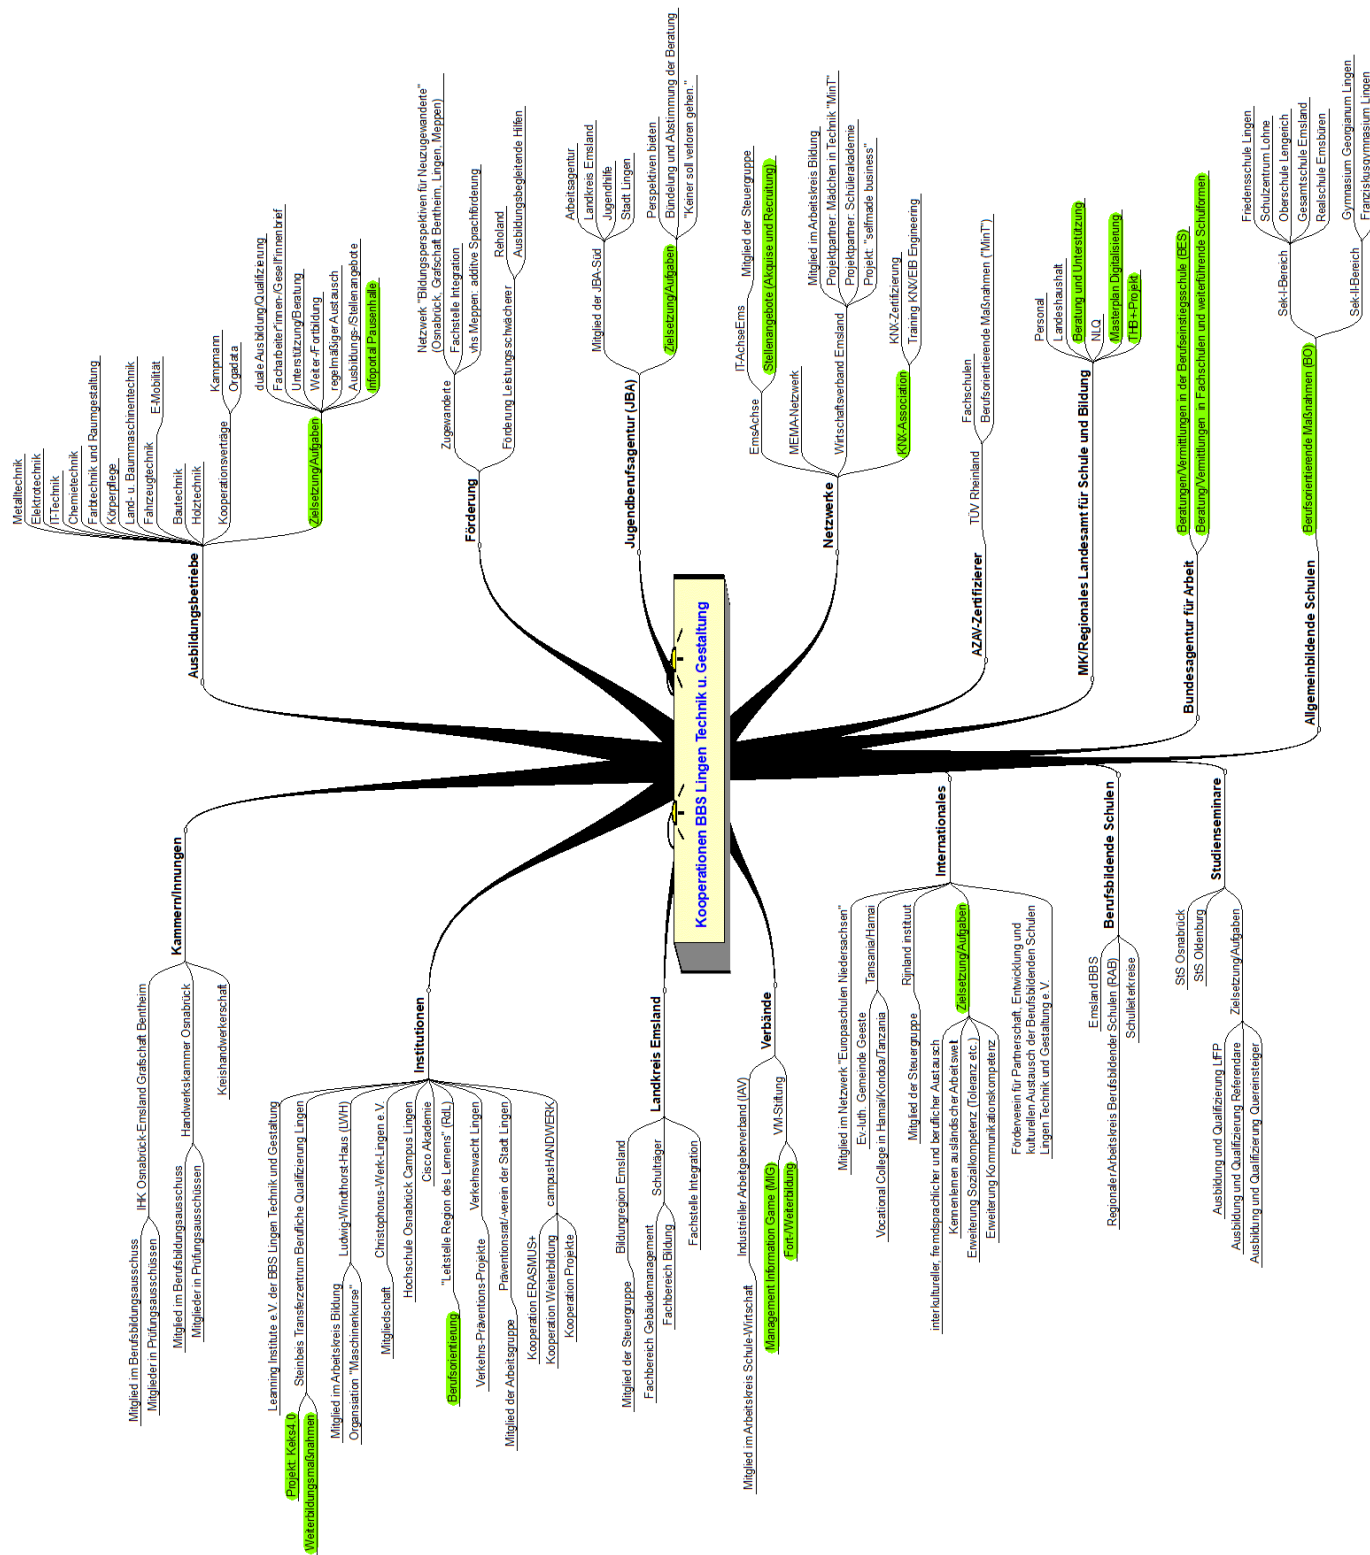 Kooperationen BBS Lingen Technik u. Gestaltung
Ausbildungsbetriebe
Metalltechnik
Elektrotechnik
IT-Technik
Chemietechnik
Farbtechnik und Raumgestaltung
Körperpflege
Land- u. Baummaschinentechnik
Fahrzeugtechnik
E-Mobilität
Bautechnik
Holztechnik
Kooperationsverträge
Kampmann
Orgadata
Zielsetzung/Aufgaben
duale Ausbildung/Qualifizierung
Facharbeiter*innen-/Gesell*innenbrief
Unterstützung/Beratung
Weiter-/Fortbildung
regelmäßiger Austausch
Ausbildungs-/Stellenangebote
Infoportal Pausenhalle
Förderung
Zugewanderte
Netzwerk "Bildungsperspektiven für Neuzugewanderte"
(Osnabrück, Grafschaft Bentheim, Lingen, Meppen)
Fachstelle Integration
vhs Meppen: additve Sprachförderung
Förderung Leistungsschwächerer
Reholand
Ausbildungsbegleitende Hilfen
Jugendberufsagentur (JBA)
Mitglied der JBA-Süd
Arbeitsagentur
Landkreis Emsland
Jugendhilfe
Stadt Lingen
Zielsetzung/Aufgaben
Perspektiven bieten
Bündelung und Abstimmung der Beratung
"Keiner soll verloren gehen."
Netzwerke
EmsAchse
IT-AchseEms
Mitglied der Steuergruppe
Stellenangebote (Akquise und Recruitung)
MEMA-Netzwerk
Wirtschaftsverband Emsland
Mitglied im Arbeitskreis Bildung
Projektpartner: Mädchen in Technik "MinT"
Projektpartner: Schülerakademie
Projekt: "selfmade business"
KNX-Association
KNX-Zertifizierung
Training KNX/EIB Engineering
AZAV-Zertifizierer
TÜV Rheinland
Fachschulen
Berufsorientierende Maßnahmen ("MinT")
MK/Regionales Landesamt für Schule und Bildung
Personal
Landeshaushalt
Beratung und Unterstützung
NLQ
Masterplan Digitalisierung
THB++-Projekt
Bundesagentur für Arbeit
Beratungen/Vermittlungen in der Berufseinstiegsschule (BES)
Beratung/Vermittlungen in Fachschulen und weiterführende Schulformen
Allgemeinbildende Schulen
Berufsorientierende Maßnahmen (BO)
Sek-I-Bereich
Friedensschule Lingen
Schulzentrum Lohne
Oberschule Lengerich
Gesamtschule Emsland
Realschule Emsbüren
Sek-II-Bereich
Gymnasium Georgianum Lingen
Franziskusgymnasium Lingen
Kammern/Innungen
IHK Osnabrück-Emsland Grafschaft Bentheim
Mitglied im Berufsbildungsausschuss
Mitglieder in Prüfungsausschüssen
Handwerkskammer Osnabrück
Mitglied im Berufsbildungsausschuss
Mitglieder in Prüfungsausschüssen
Kreishandwerkerschaft
Institutionen
Learning Institute e.V. der BBS Lingen Technik und Gestaltung
Steinbeis Transferzentrum Berufliche Qualifizierung Lingen
Projekt: Keks4.0
Weiterbildungsmaßnahmen
Ludwig-Windthorst-Haus (LWH)
Mitglied im Arbeitskreis Bildung
Organsiation "Maschinenkurse"
Christophorus-Werk-Lingen e.V.
Mitgliedschaft
Hochschule Osnabrück Campus Lingen
Cisco Akademie
"Leitstelle Region des Lernens" (RdL)
Berufsorientierung
Verkehrswacht Lingen
Verkehrs-Präventions-Projekte
Präventionsrat/-verein der Stadt Lingen
Mitglied der Arbeitsgruppe
campusHANDWERK
Kooperation ERASMUS+
Kooperation Weiterbildung
Kooperation Projekte
Landkreis Emsland
Bildungregion Emsland
Mitglied der Steuergruppe
Schulträger
Fachbereich Gebäudemanagement
Fachbereich Bildung
Fachstelle Integration
Verbände
Industrieller Arbeitgeberverband (IAV)
Mitglied im Arbeitskreis Schule-Wirtschaft
VM-Stiftung
Management Information Game (MIG)
Fort-/Weiterbildung
Internationales
Mitglied im Netzwerk "Europaschulen Niedersachsen"
Tansania/Hamai
Ev.-luth. Gemeinde Geeste
Vocational College in Hamai/Kondoa/Tanzania
Rijnland instituut
Mitglied der Steuergruppe
Zielsetzung/Aufgaben
interkultureller, fremdsprachlicher und beruflicher Austausch
Kennenlernen ausländischer Arbeitswelt
Erweiterung Sozialkompetenz (Toleranz etc.)
Erweiterung Kommunikationskompetenz
Förderverein für Partnerschaft, Entwicklung und
kulturellen Austausch der Berufsbildenden Schulen
Lingen Technik und Gestaltung e.V.
Berufsbildende Schulen
Emsland BBS
Regionaler Arbeitskreis Berufsbildender Schulen (RAB)
Schulleiterkreise
Studienseminare
StS Osnabrück
StS Oldenburg
Zielsetzung/Aufgaben
Ausbildung und Qualifizierung LfFP
Ausbildung und Qualifizierung Referendare
Ausbildung und Qualifizierung Quereinsteiger